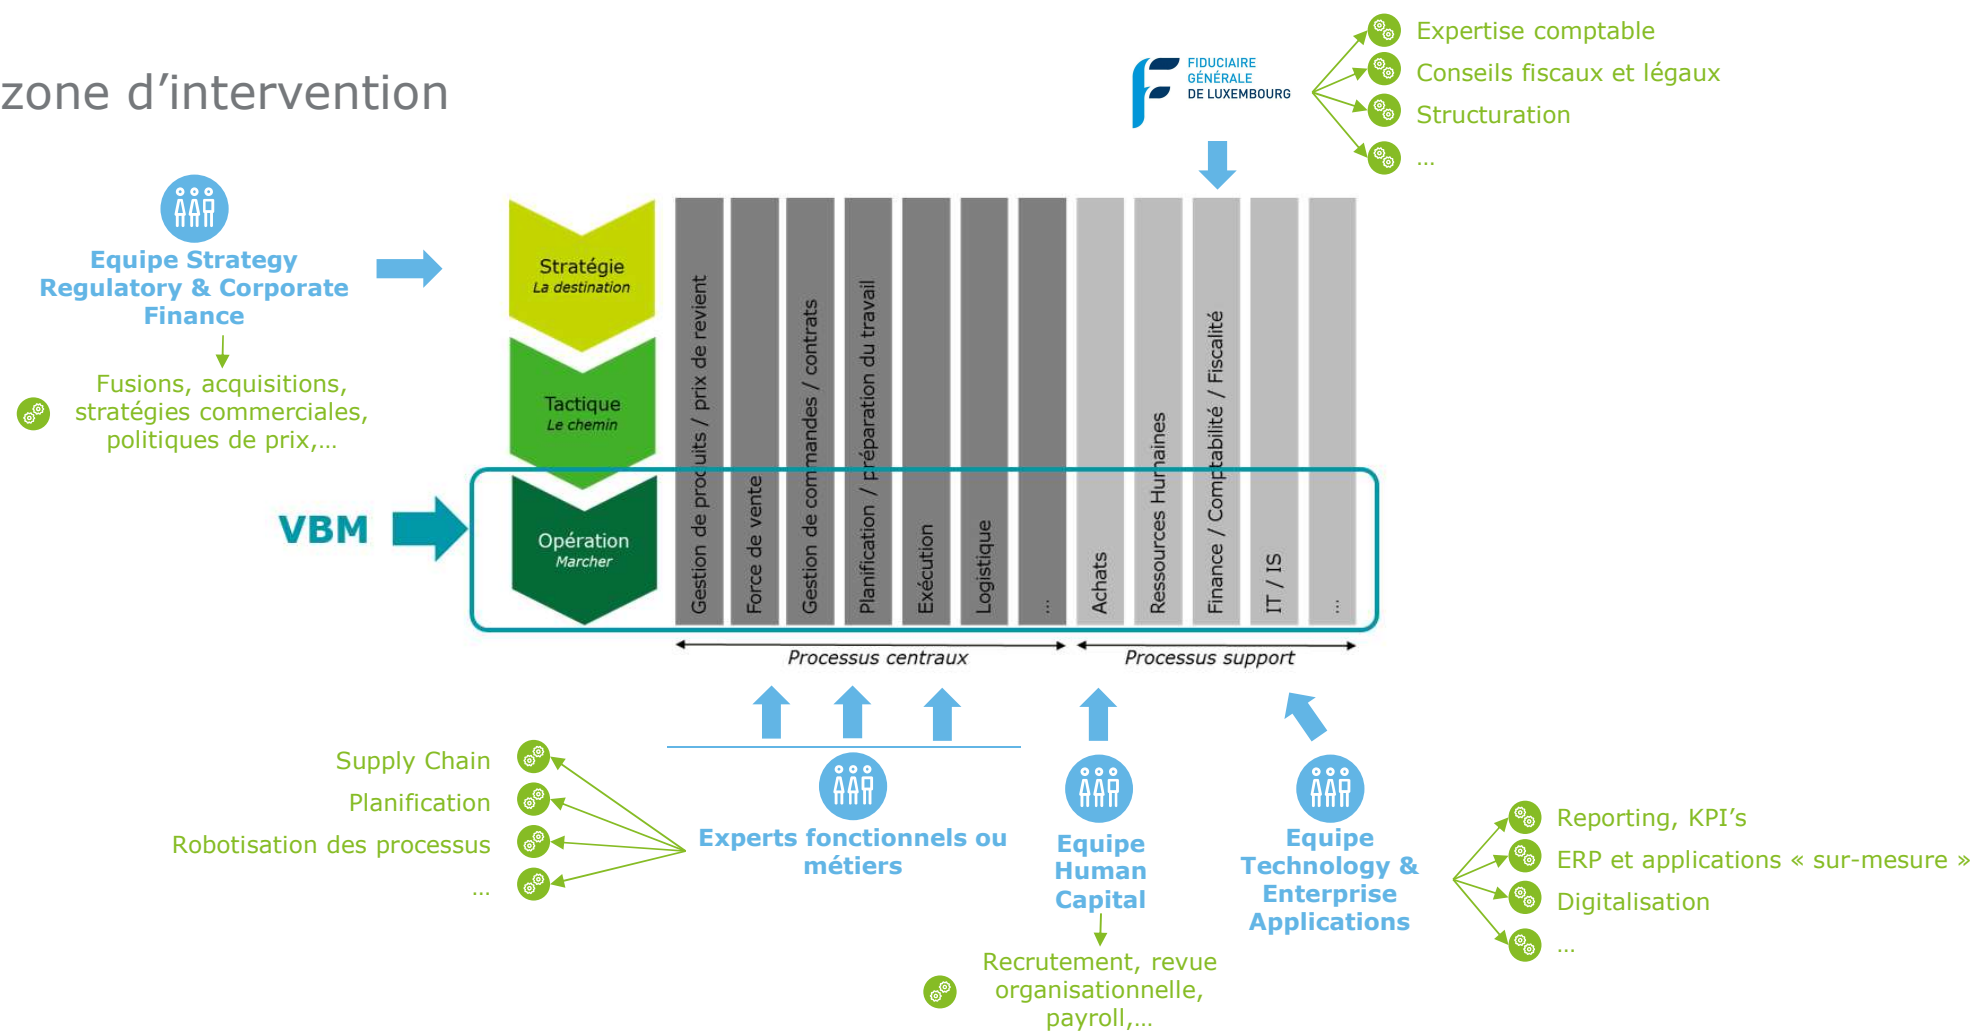 zone d’intervention
FIDUCIAIRE
GÉNÉRALE
DE LUXEMBOURG
Expertise comptable
Conseils fiscaux et légaux
Structuration
…
Equipe Strategy
Regulatory & Corporate
Finance
Fusions, acquisitions,
stratégies commerciales,
politiques de prix,…
VBM
Stratégie
La destination
Tactique
Le chemin
Opération
Marcher
Gestion de produits / prix de revient
Force de vente
Gestion de commandes / contrats
Planification / préparation du travail
Exécution
Logistique
…
Achats
Ressources Humaines
Finance / Comptabilité / Fiscalité
IT / IS
…
Processus centraux
Processus support
Supply Chain
Planification
Robotisation des processus
…
Experts fonctionnels ou
métiers
Equipe
Human
Capital
Recrutement, revue
organisationnelle,
payroll,…
Equipe
Technology &
Enterprise
Applications
Reporting, KPI’s
ERP et applications « sur-mesure »
Digitalisation
…